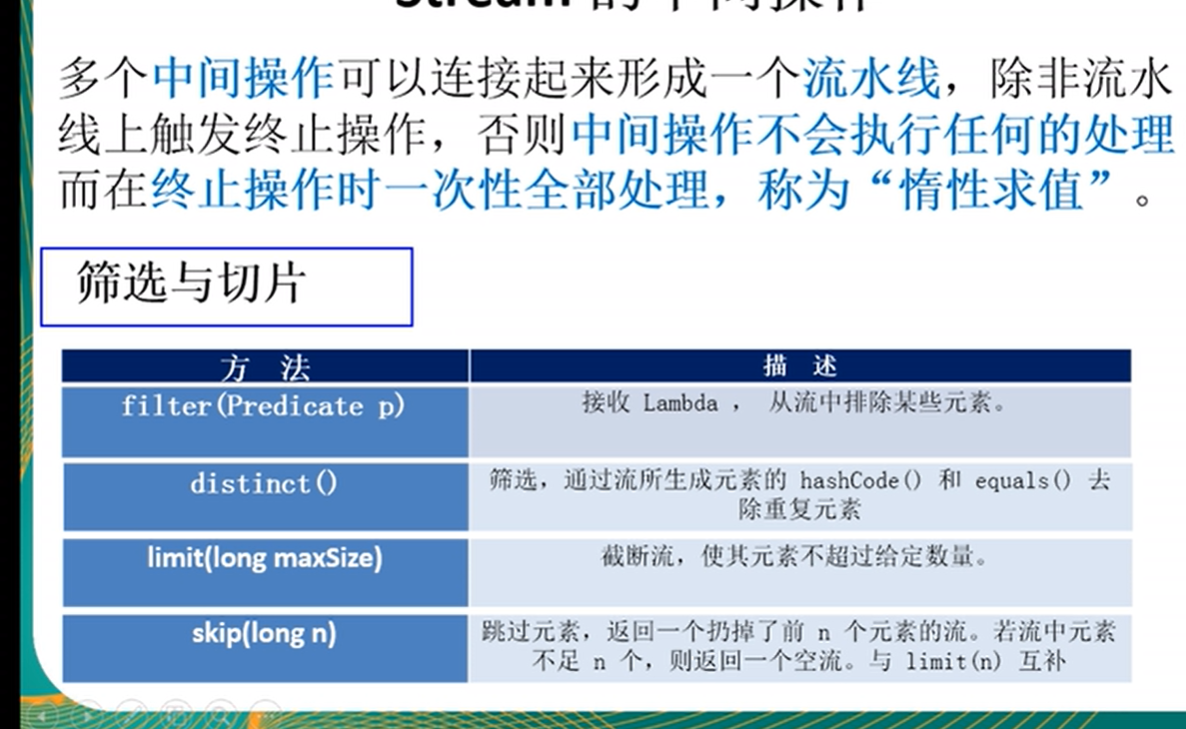 Stream 的中间操作
多个中间操作可以连接起来形成一个流水线，除非流水
线上触发终止操作，否则中间操作不会执行任何的处理
而在终止操作时一次性全部处理，称为“惰性求值”。
筛选与切片
方 法
描 述
filter(Predicate p)
接收 Lambda ， 从流中排除某些元素。
distinct()
筛选，通过流所生成元素的 hashCode() 和 equals() 去
除重复元素
limit(long maxSize)
截断流，使其元素不超过给定数量。
skip(long n)
跳过元素，返回一个扔掉了前 n 个元素的流。若流中元素
不足 n 个，则返回一个空流。与 limit(n) 互补